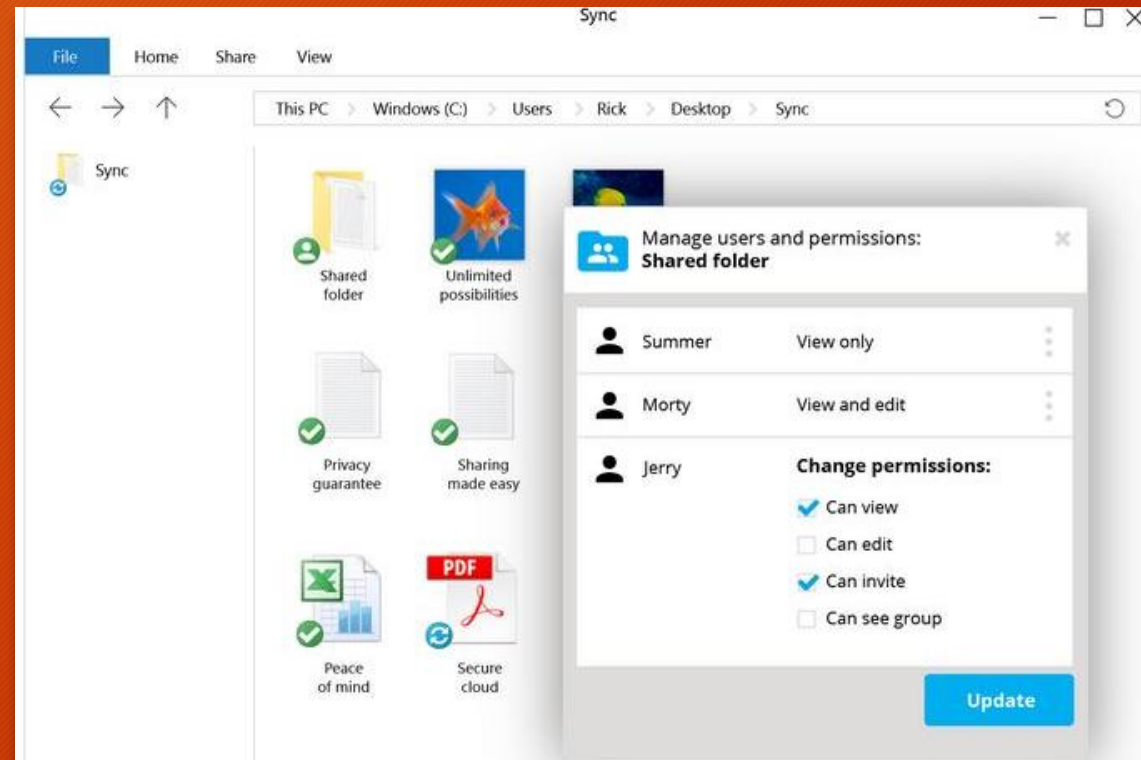 Sync
File Home Share View
This PC Windows (C:) Users Rick Desktop Sync
Sync
Shared
folder
Unlimited
possibilities
Privacy
guarantee
Sharing
made easy
Peace
of mind
PDF
Secure
cloud
Manage users and permissions:
Shared folder
Summer View only
Morty View and edit
Jerry Change permissions:
Can view
Can edit
Can invite
Can see group
Update